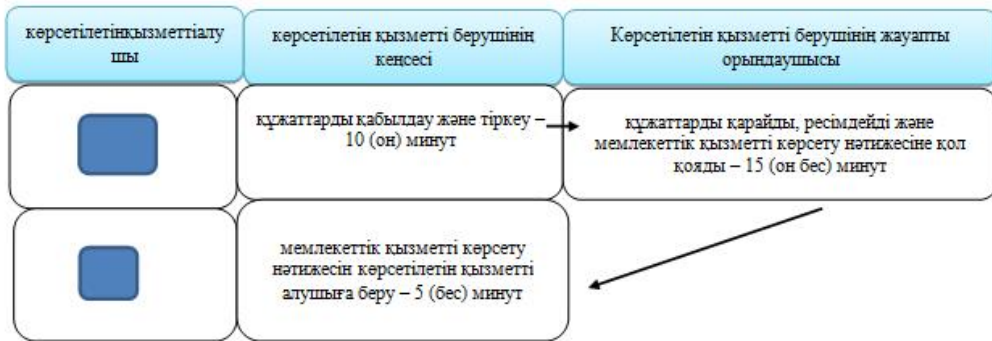 көрсетілетінқызметтіалу
шы
көрсетілетін қызметті берушінің
кеңсесі
Көрсетілетін қызметті берушінің жауапты
орындаушысы
құжаттарды қабылдау және тіркеу –
10 (он) минут
құжаттарды қарайды, ресімдейді және
мемлекеттік қызметті көрсету нәтижесіне қол
қояды – 15 (он бес) минут
мемлекеттік қызметті көрсету
нәтижесін көрсетілетін қызметті
алушыға беру – 5 (бес) минут